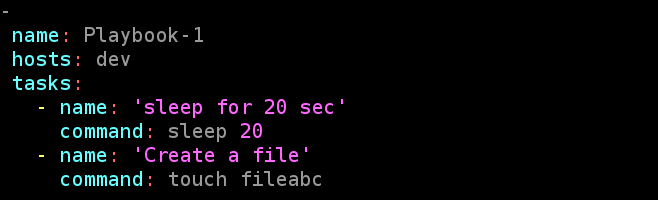 -
 name: Playbook-1
 hosts: dev
 tasks:
   - name: 'sleep for 20 sec'
     command: sleep 20
   - name: 'Create a file'
     command: touch fileabc